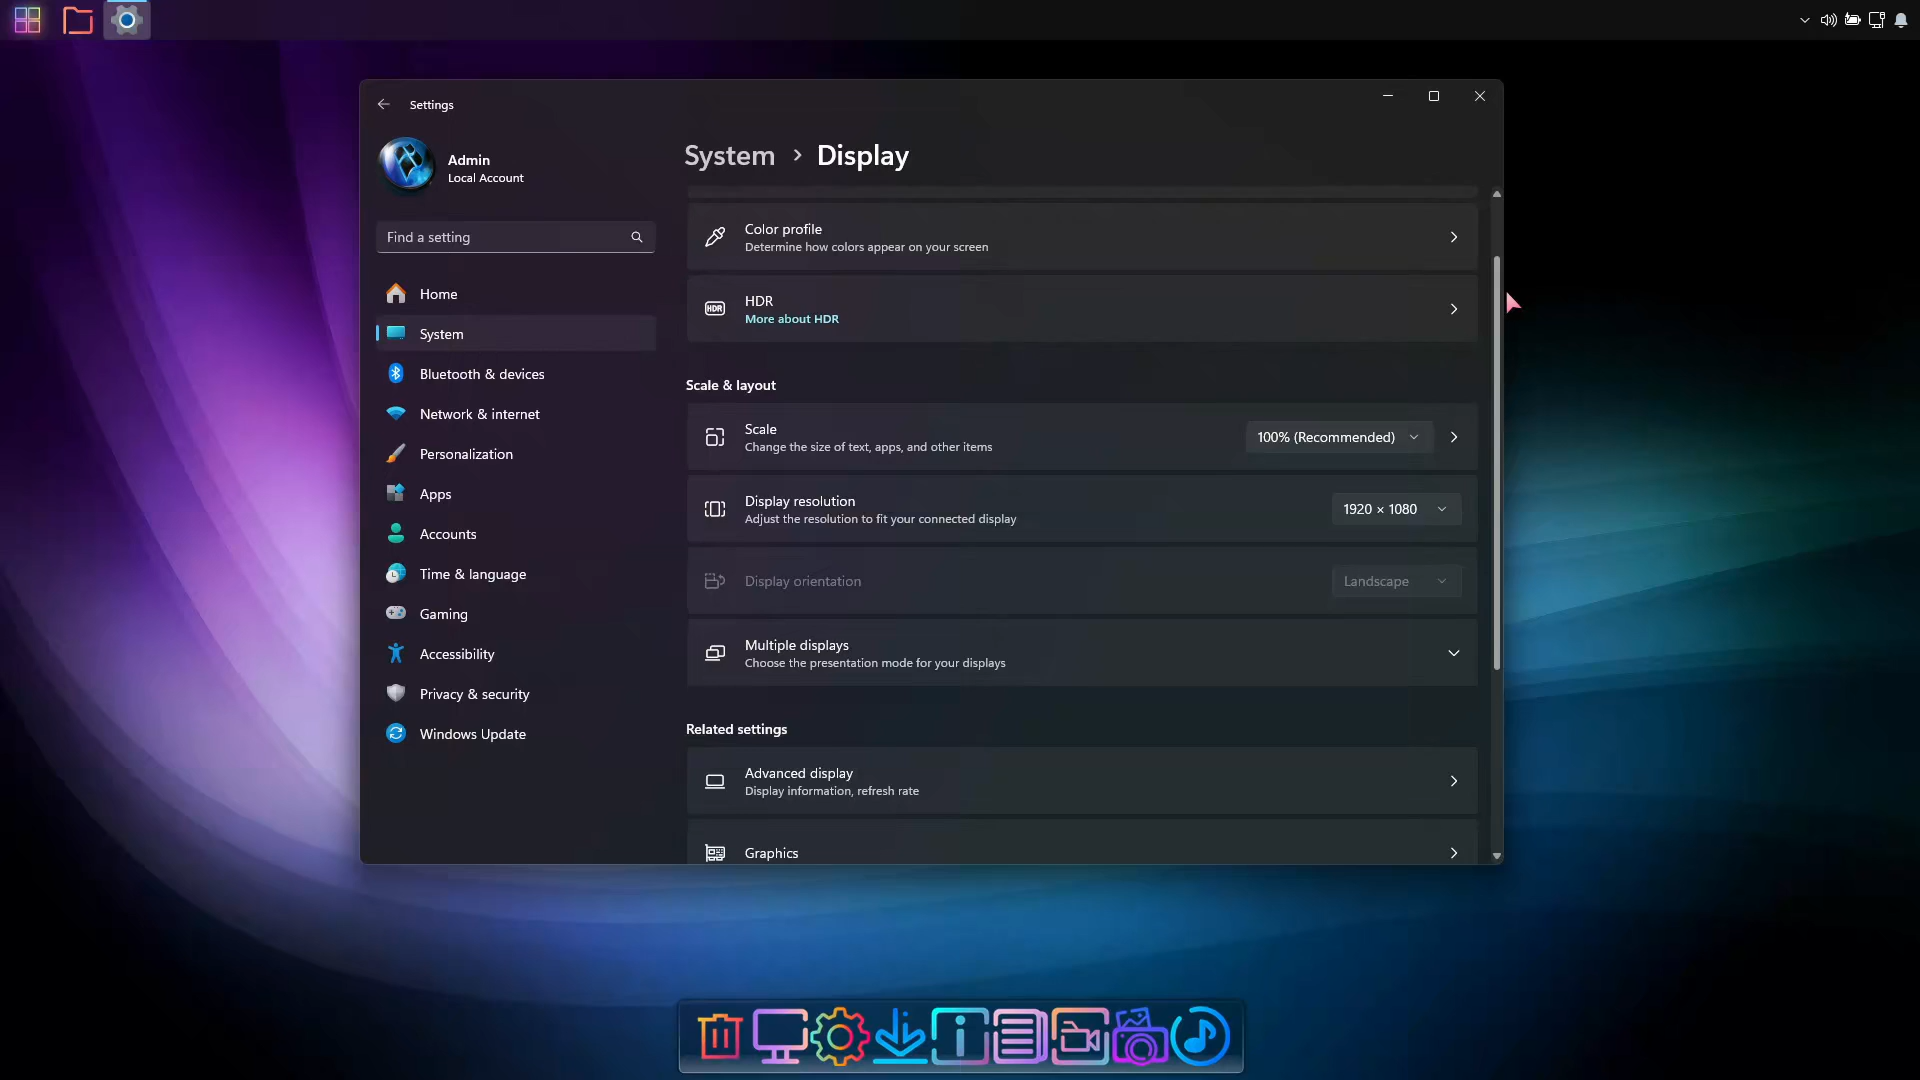 Settings
Admin
Local Account
Find a setting
Home
System
Bluetooth & devices
Network & internet
Personalization
Apps
Accounts
Time & language
Gaming
Accessibility
Privacy & security
Windows Update
System > Display
Color profile
Determine how colors appear on your screen
HDR
HDR
More about HDR
Scale & layout
Scale
Change the size of text, apps, and other items
100% (Recommended)
Display resolution
Adjust the resolution to fit your connected display
1920 × 1080
Display orientation
Landscape
Multiple displays
Choose the presentation mode for your displays
Related settings
Advanced display
Display information, refresh rate
Graphics